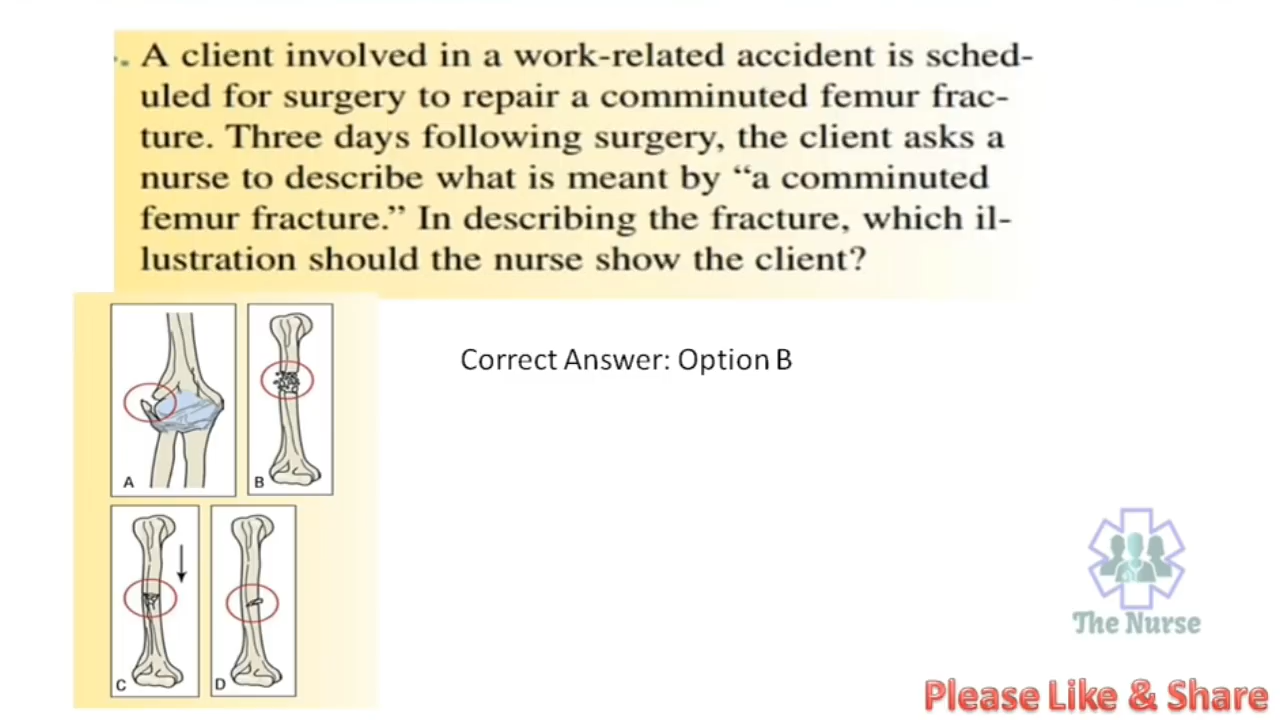 . A client involved in a work-related accident is sched-
uled for surgery to repair a comminuted femur frac-
ture. Three days following surgery, the client asks a
nurse to describe what is meant by “a comminuted
femur fracture.” In describing the fracture, which il-
lustration should the nurse show the client?
Correct Answer: Option B
A
B
C
D
The Nurse
Please Like & Share